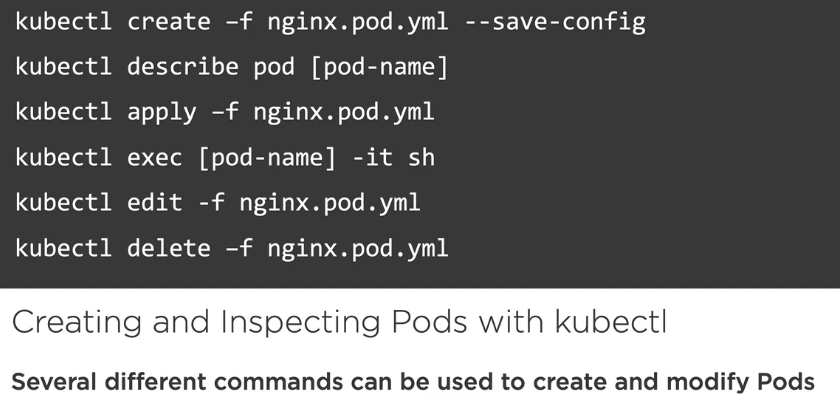 kubectl create –f nginx.pod.yml --save-config
kubectl describe pod [pod-name]
kubectl apply –f nginx.pod.yml
kubectl exec [pod-name] -it sh
kubectl edit -f nginx.pod.yml
kubectl delete –f nginx.pod.yml
Creating and Inspecting Pods with kubectl
Several different commands can be used to create and modify Pods